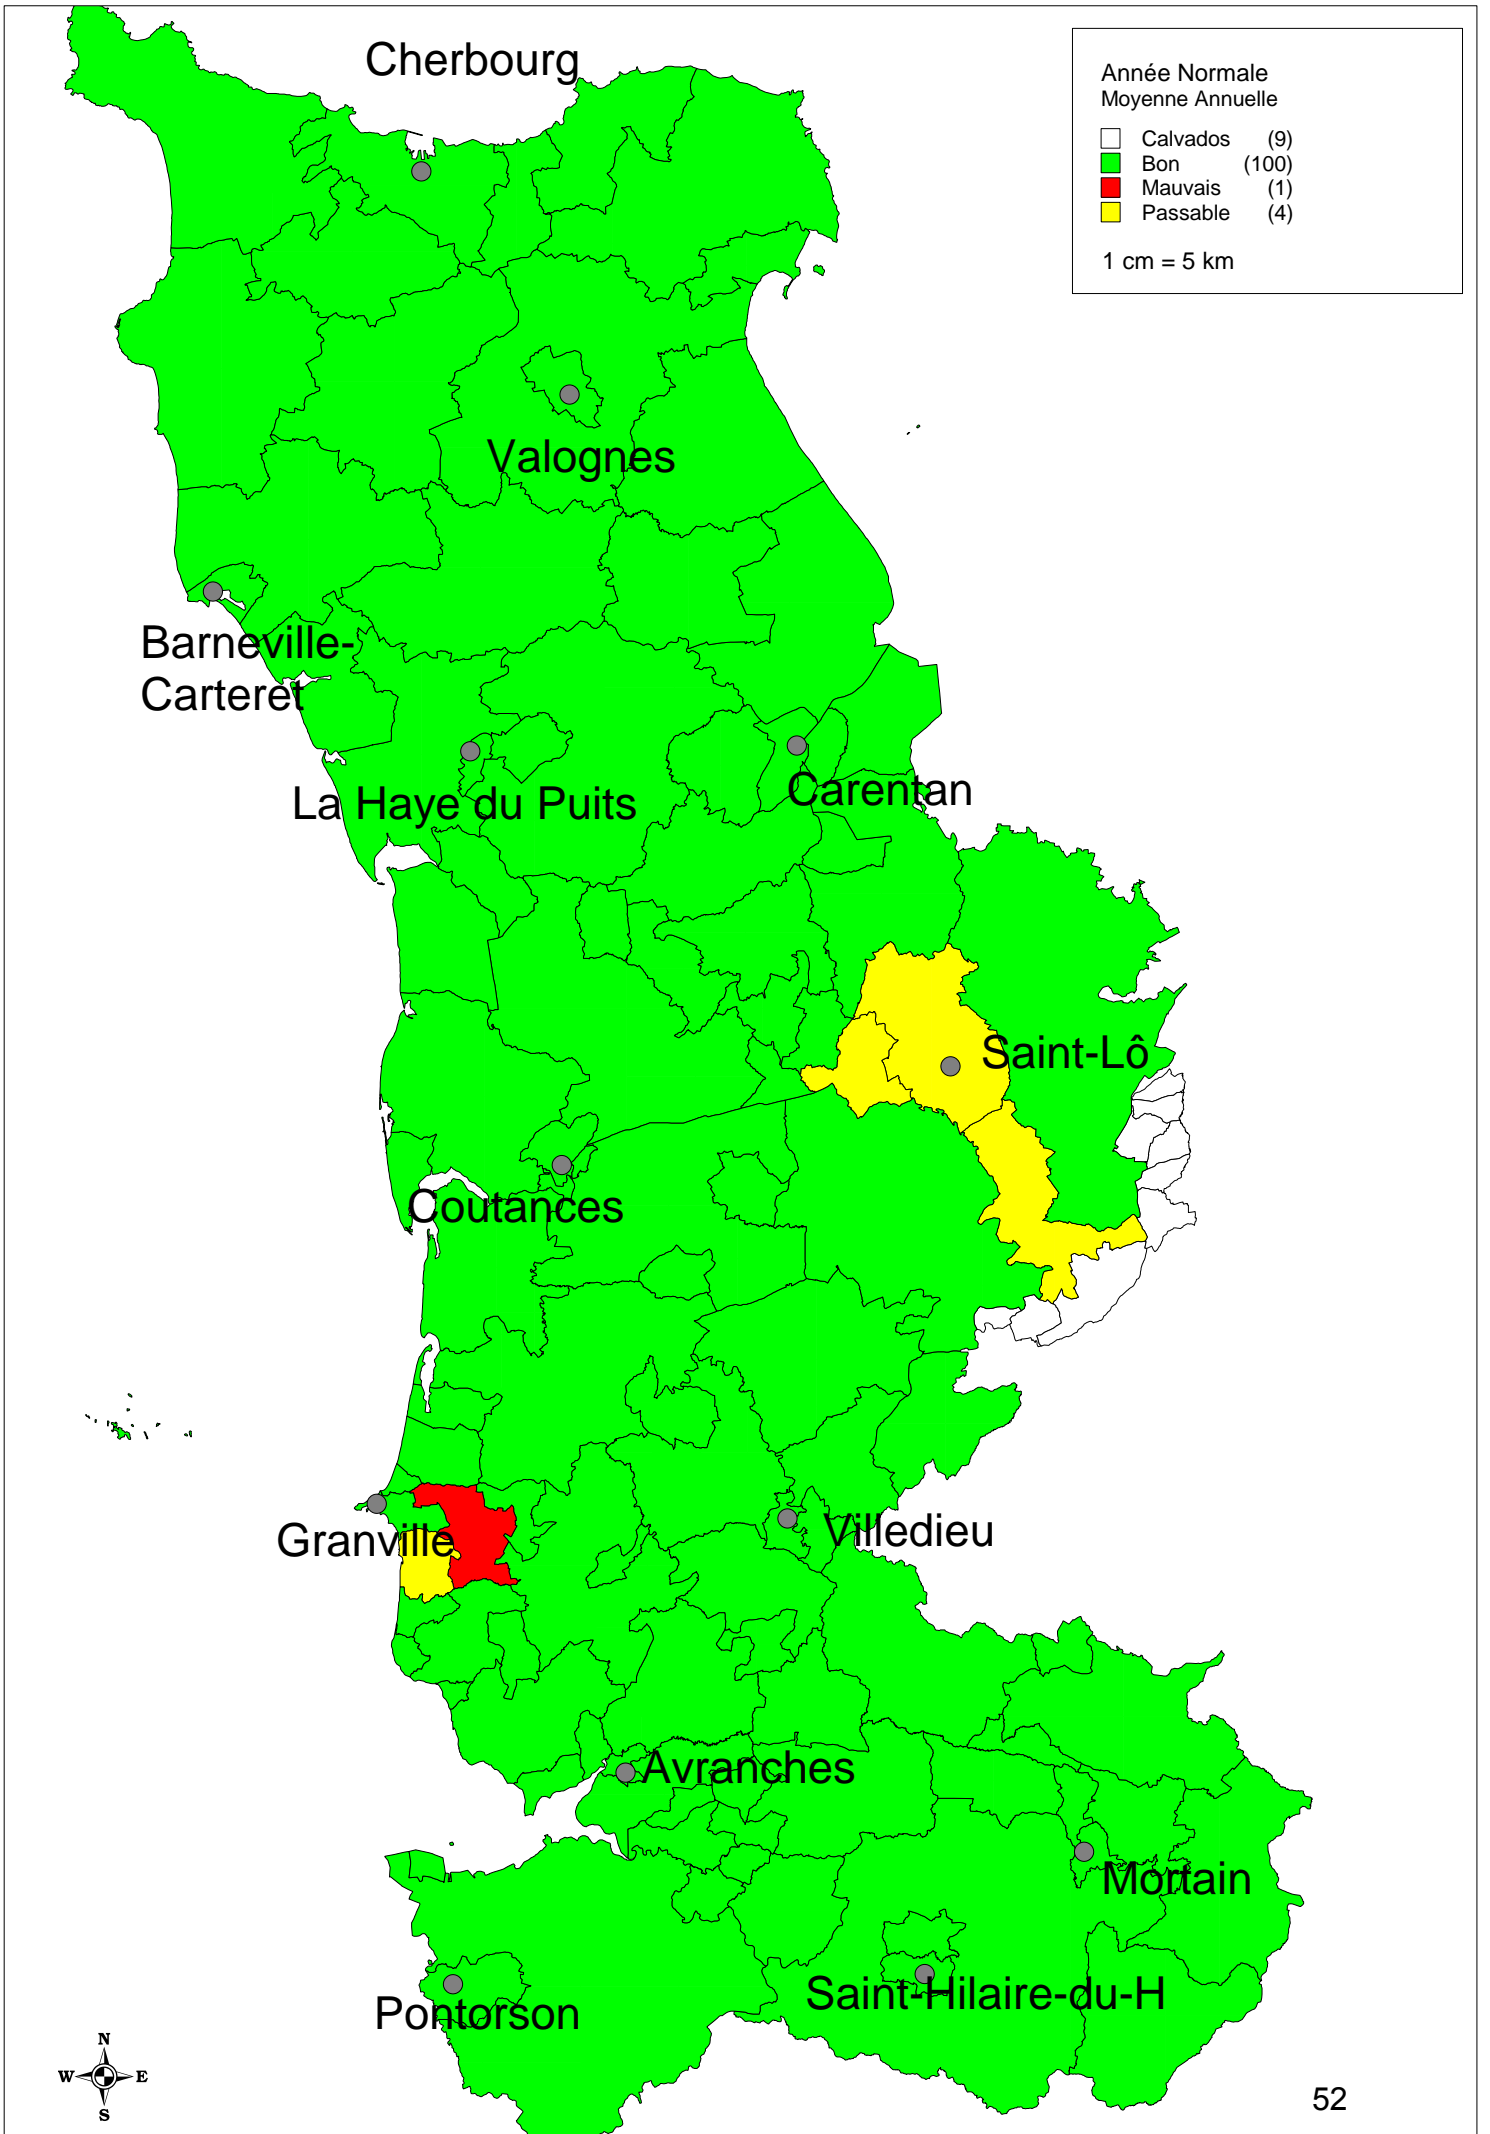 Cherbourg
Année Normale
Moyenne Annuelle
Calvados (9)
Bon (100)
Mauvais (1)
Passable (4)
1 cm = 5 km
Valognes
Barneville-
Carteret
La Haye du Puits
Carentan
Saint-Lô
Coutances
Granville
Villedieu
Avranches
Mortain
Saint-Hilaire-du-H
Pontorson
N
W E
S
52